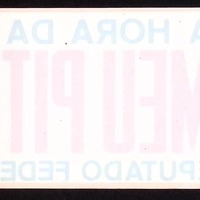 A HORA DA
MEU PIT
EPUTADO FEDE